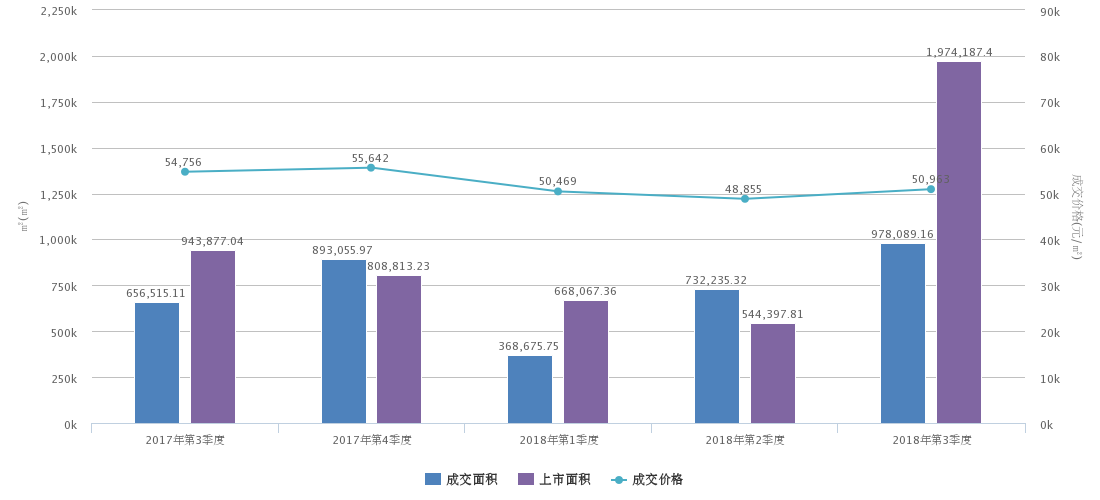 2,250k
2,000k
1,750k
1,500k
1,250k
1,000k
750k
500k
250k
0k
㎡(㎡)
90k
80k
70k
60k
50k
40k
30k
20k
10k
0k
成交价格(元/㎡)
54,756
55,642
50,469
48,855
50,963
656,515.11
943,877.04
893,055.97
808,813.23
368,675.75
668,067.36
732,235.32
544,397.81
978,089.16
1,974,187.4
2017年第3季度
2017年第4季度
2018年第1季度
2018年第2季度
2018年第3季度
成交面积
上市面积
成交价格